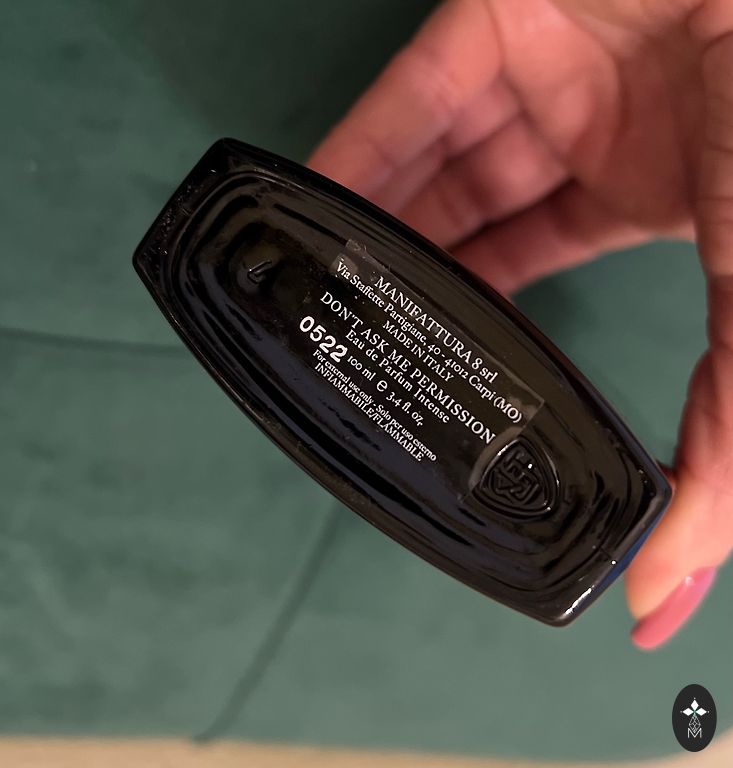 MANIFATTURA 8 srl
Via Staffette Partigiane, 40 - 41012 Carpi (MO)
MADE IN ITALY
DON'T ASK ME PERMISSION
Eau de Parfum Intense
0522 100 ml ℮ 3.4 fl. oz.
For external use only - Solo per uso esterno
INFIAMMABILE/FLAMMABLE
7
M